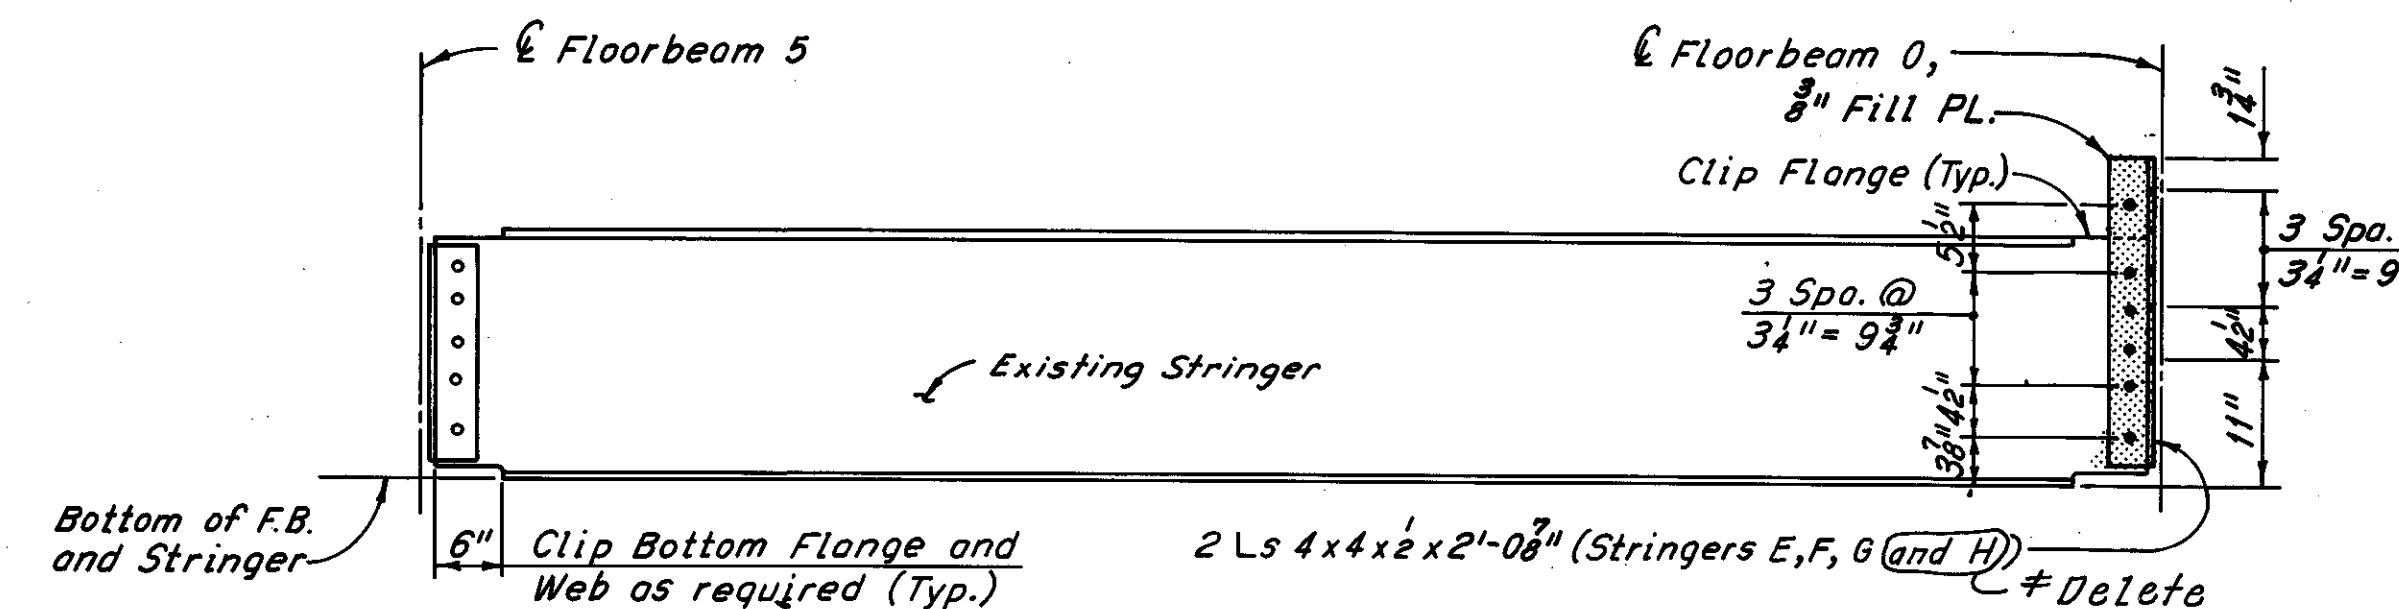 ℄ Floorbeam 5
℄ Floorbeam 0,
3/8" Fill PL.
Clip Flange (Typ.)
1 3/4"
3 Spa.
3 1/4" = 9
4 1/2"
11"
5 1/2"
3 Spa. @
3 1/4" = 9 3/4"
4 1/2"
3 7/8"
Existing Stringer
Bottom of F.B.
and Stringer
6"
Clip Bottom Flange and
Web as required (Typ.)
2 Ls 4x4x1/2x2'-0 7/8" (Stringers E, F, G and H)
≠ Delete